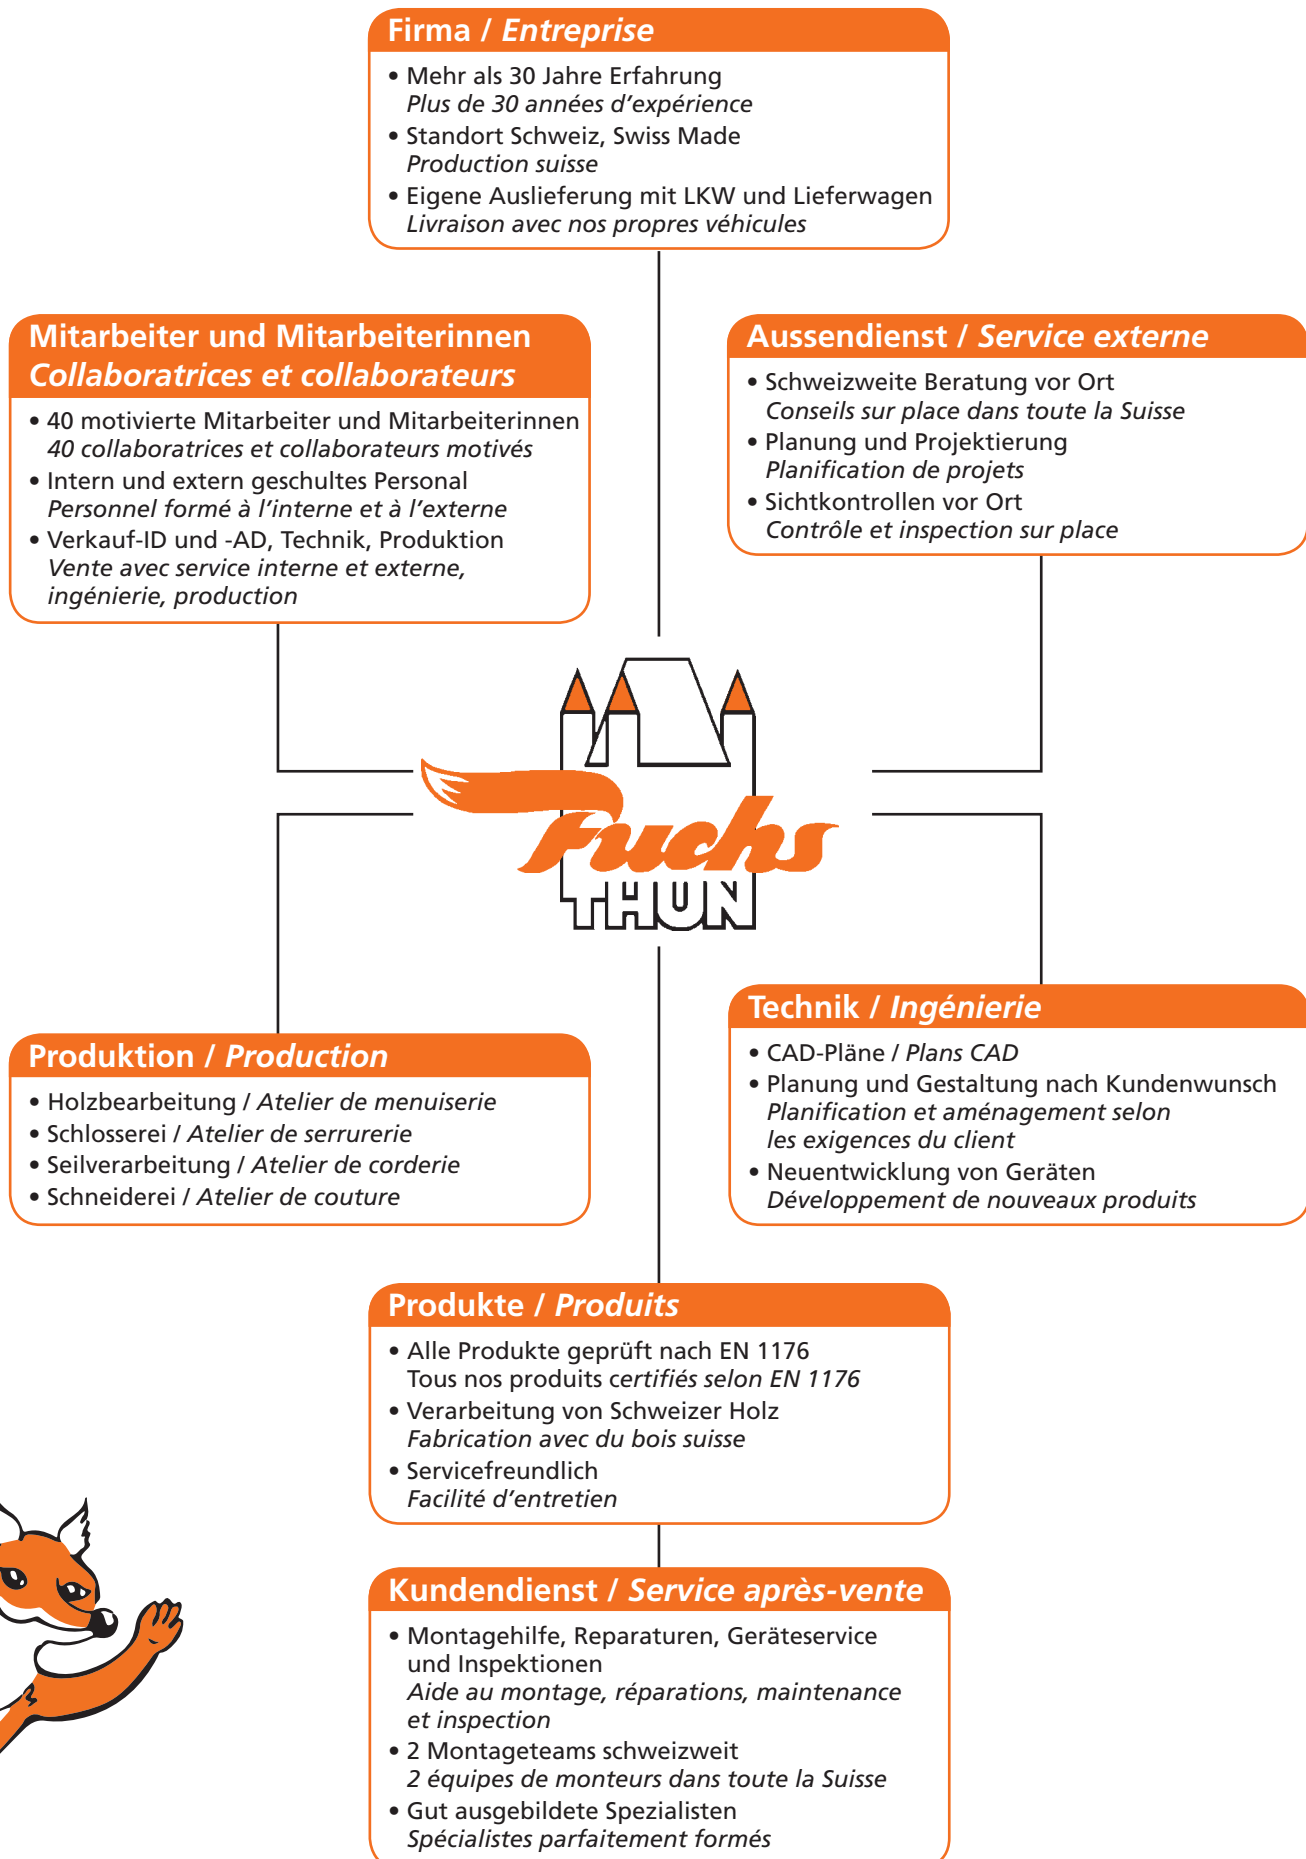 Firma / Entreprise
• Mehr als 30 Jahre Erfahrung
Plus de 30 années d’expérience
• Standort Schweiz, Swiss Made
Production suisse
• Eigene Auslieferung mit LKW und Lieferwagen
Livraison avec nos propres véhicules
Mitarbeiter und Mitarbeiterinnen
Collaboratrices et collaborateurs
• 40 motivierte Mitarbeiter und Mitarbeiterinnen
40 collaboratrices et collaborateurs motivés
• Intern und extern geschultes Personal
Personnel formé à l’interne et à l’externe
• Verkauf-ID und -AD, Technik, Produktion
Vente avec service interne et externe,
ingénierie, production
Aussendienst / Service externe
• Schweizweite Beratung vor Ort
Conseils sur place dans toute la Suisse
• Planung und Projektierung
Planification de projets
• Sichtkontrollen vor Ort
Contrôle et inspection sur place
Fuchs
THUN
Produktion / Production
• Holzbearbeitung / Atelier de menuiserie
• Schlosserei / Atelier de serrurerie
• Seilverarbeitung / Atelier de corderie
• Schneiderei / Atelier de couture
Technik / Ingénierie
• CAD-Pläne / Plans CAD
• Planung und Gestaltung nach Kundenwunsch
Planification et aménagement selon
les exigences du client
• Neuentwicklung von Geräten
Développement de nouveaux produits
Produkte / Produits
• Alle Produkte geprüft nach EN 1176
Tous nos produits certifiés selon EN 1176
• Verarbeitung von Schweizer Holz
Fabrication avec du bois suisse
• Servicefreundlich
Facilité d’entretien
Kundendienst / Service après-vente
• Montagehilfe, Reparaturen, Geräteservice
und Inspektionen
Aide au montage, réparations, maintenance
et inspection
• 2 Montageteams schweizweit
2 équipes de monteurs dans toute la Suisse
• Gut ausgebildete Spezialisten
Spécialistes parfaitement formés